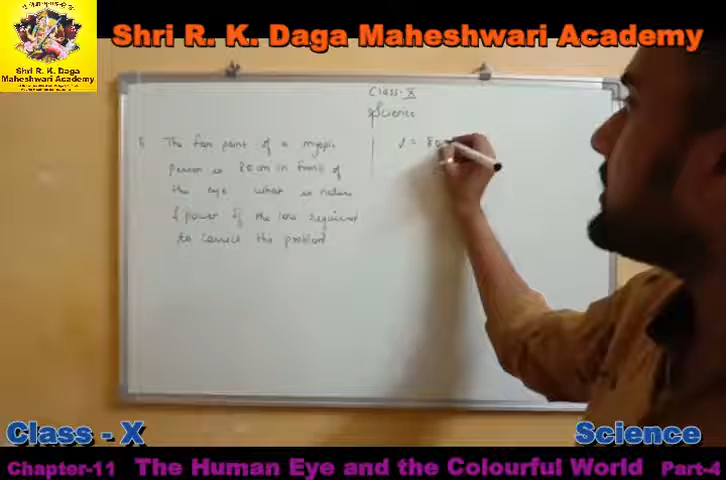 Shri R. K. Daga Maheshwari Academy
Shri R. K. Daga
Maheshwari Academy
Class-X
Science
5 The far point of a myopic
person is 80 cm in front of
the eye what is nature
& power of the lens required
to correct the problem
v = 80
Class - X
Science
Chapter-11 The Human Eye and the Colourful World Part-4